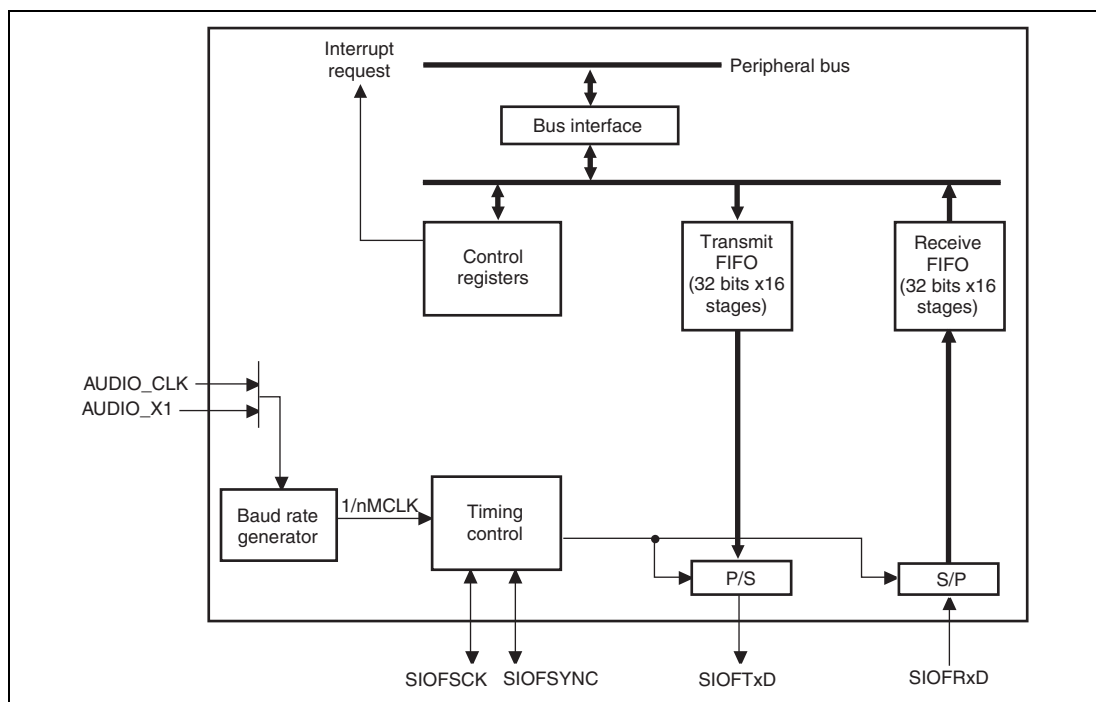 Interrupt
request
Peripheral bus
Bus interface
Control
registers
Transmit
FIFO
(32 bits x16
stages)
Receive
FIFO
(32 bits x16
stages)
AUDIO_CLK
AUDIO_X1
Baud rate
generator
1/nMCLK
Timing
control
P/S
S/P
SIOFSCK
SIOFSYNC
SIOFTxD
SIOFRxD